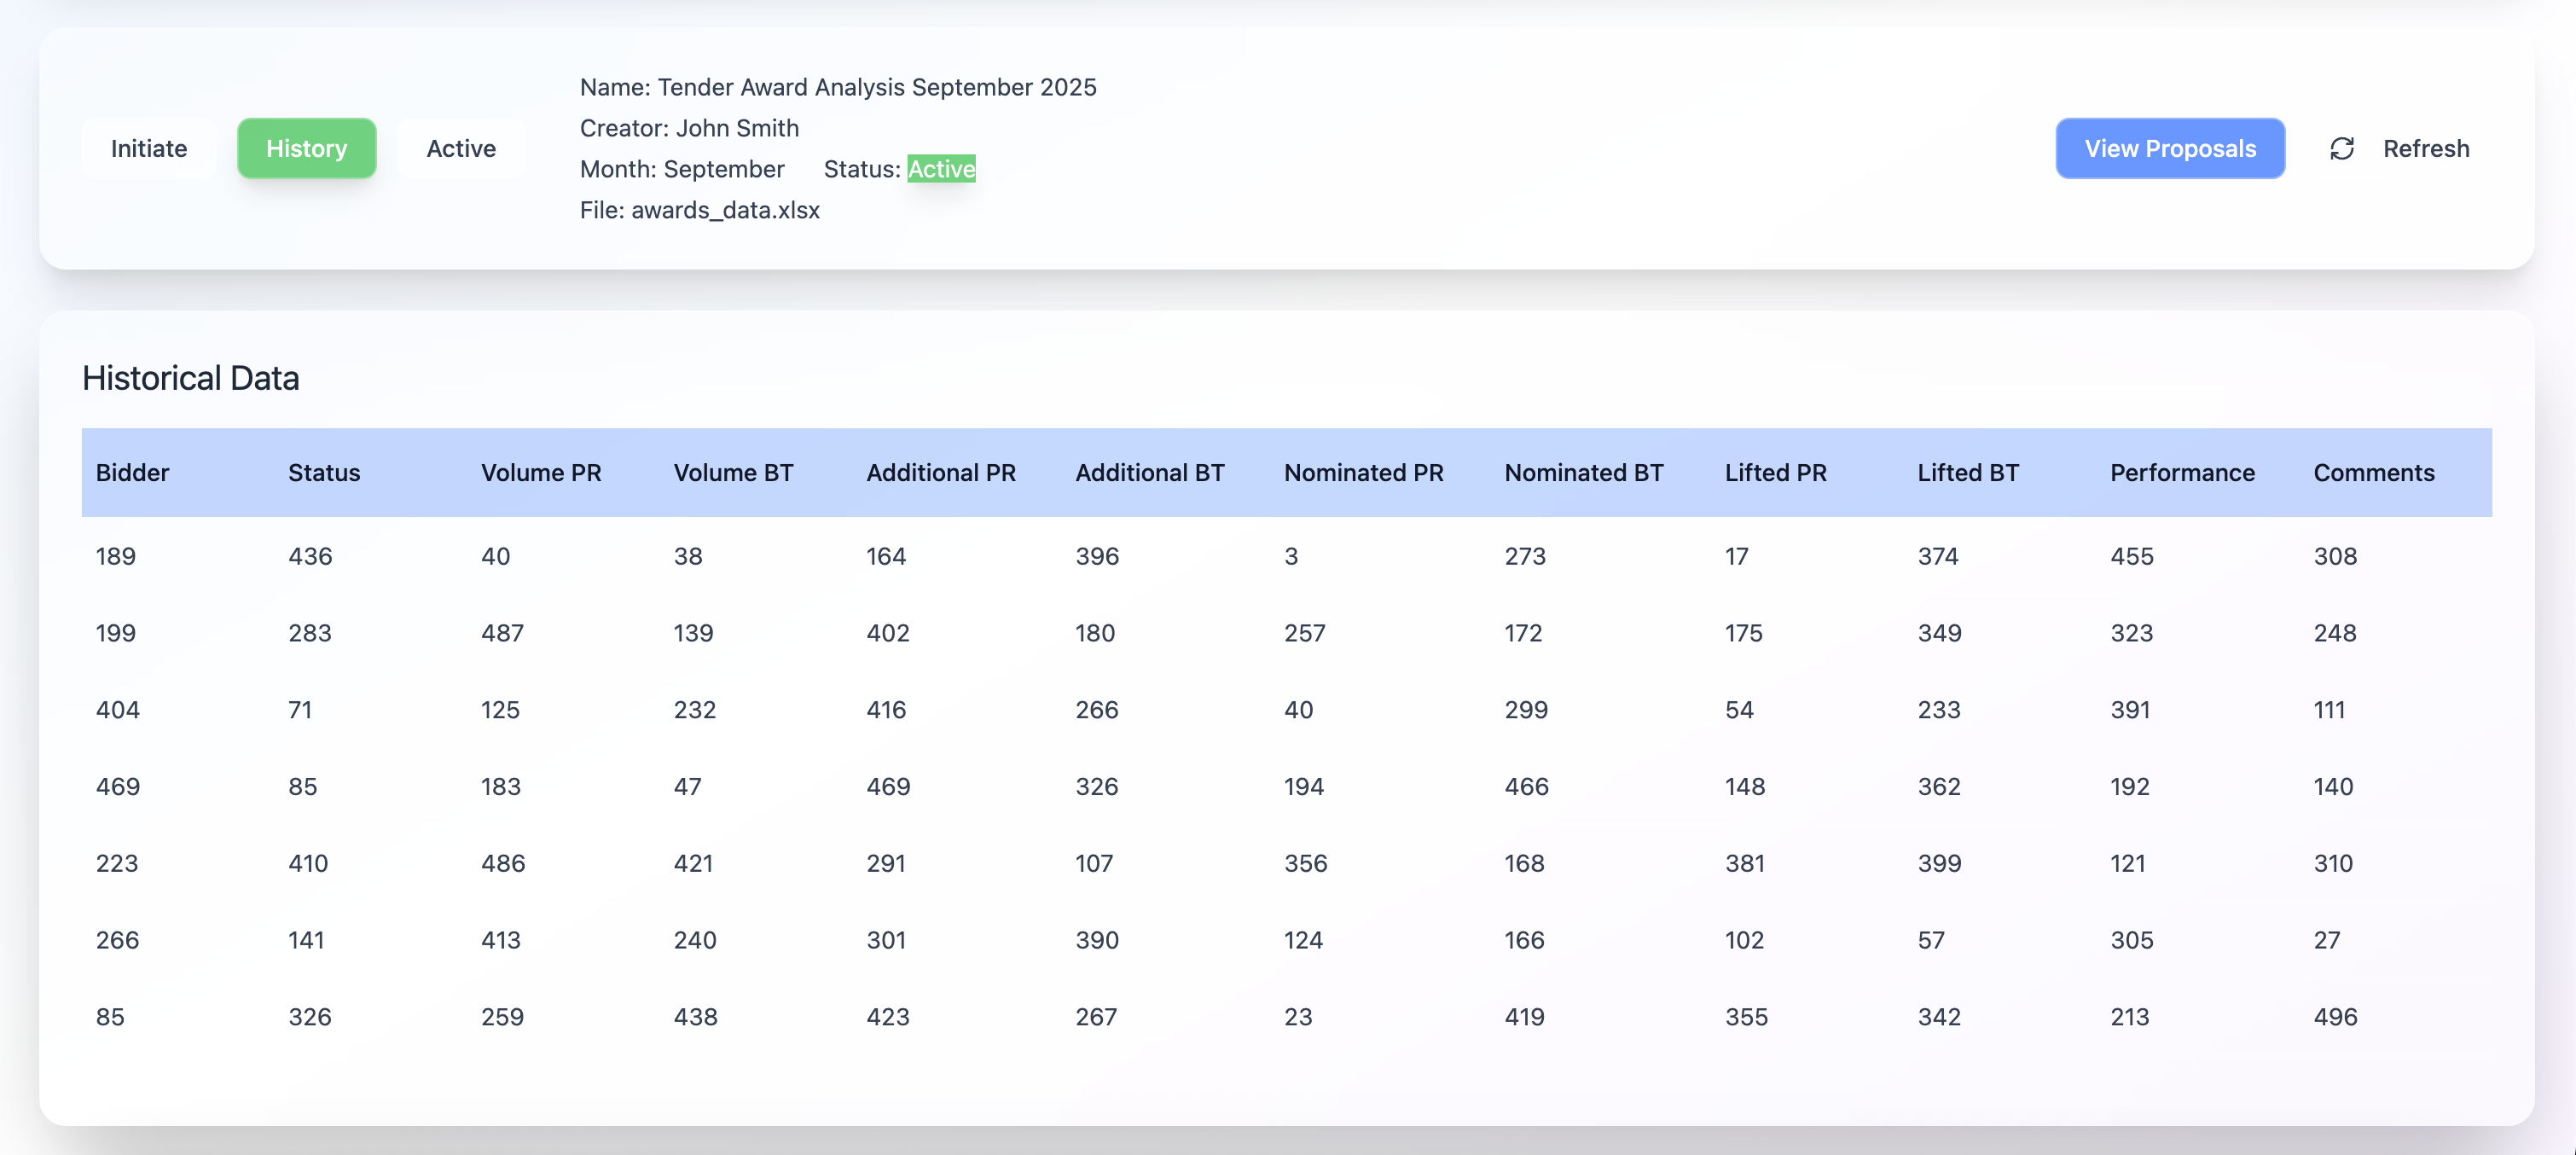 Name: Tender Award Analysis September 2025
Creator: John Smith
Initiate History Active
Month: September Status: Active
File: awards_data.xlsx
View Proposals Refresh
Historical Data
Bidder Status Volume PR Volume BT Additional PR Additional BT Nominated PR Nominated BT Lifted PR Lifted BT Performance Comments
189 436 40 38 164 396 3 273 17 374 455 308
199 283 487 139 402 180 257 172 175 349 323 248
404 71 125 232 416 266 40 299 54 233 391 111
469 85 183 47 469 326 194 466 148 362 192 140
223 410 486 421 291 107 356 168 381 399 121 310
266 141 413 240 301 390 124 166 102 57 305 27
85 326 259 438 423 267 23 419 355 342 213 496